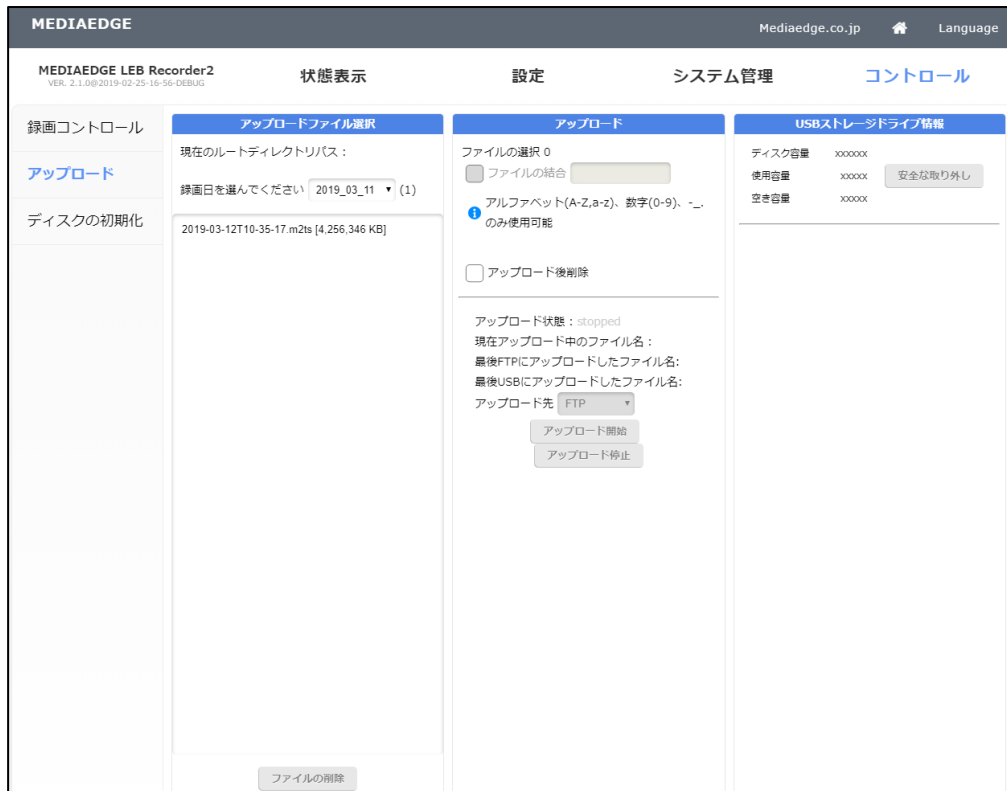 MEDIAEDGE
Mediaedge.co.jp Language
MEDIAEDGE LEB Recorder2
VER. 2.1.0@2019-02-25-16-56-DEBUG
状態表示 設定 システム管理 コントロール
録画コントロール
アップロード
ディスクの初期化
アップロードファイル選択
現在のルートディレクトリパス：
録画日を選んでください 2019_03_11 (1)
2019-03-12T10-35-17.m2ts [4,256,346 KB]
ファイルの削除
アップロード
ファイルの選択 0
ファイルの結合
アルファベット(A-Z,a-z)、数字(0-9)、-_.
のみ使用可能
アップロード後削除
アップロード状態：stopped
現在アップロード中のファイル名：
最後FTPにアップロードしたファイル名:
最後USBにアップロードしたファイル名:
アップロード先 FTP
アップロード開始
アップロード停止
USBストレージドライブ情報
ディスク容量 xxxxxx
使用容量 xxxxx 安全な取り外し
空き容量 xxxxx